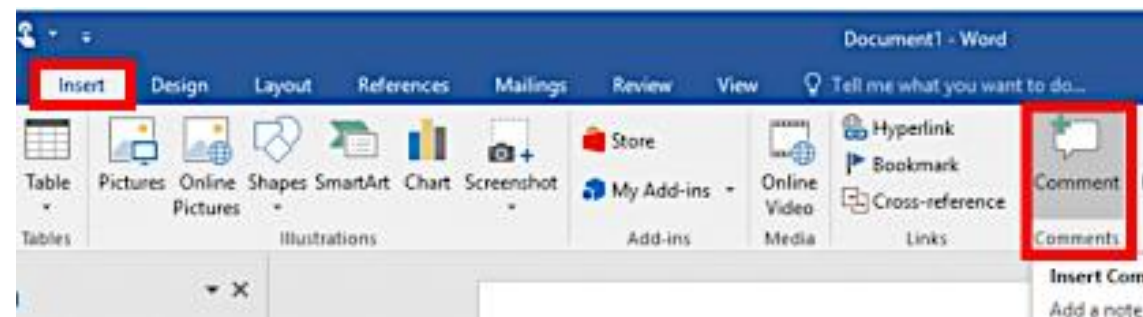 Document1 - Word
Insert Design Layout References Mailings Review View Tell me what you want to do...
Table Pictures Online Pictures Shapes SmartArt Chart Screenshot
Store
My Add-ins
Online Video
Hyperlink
Bookmark
Cross-reference
Comment
Tables Illustrations Add-ins Media Links Comments
Insert Com
Add a note